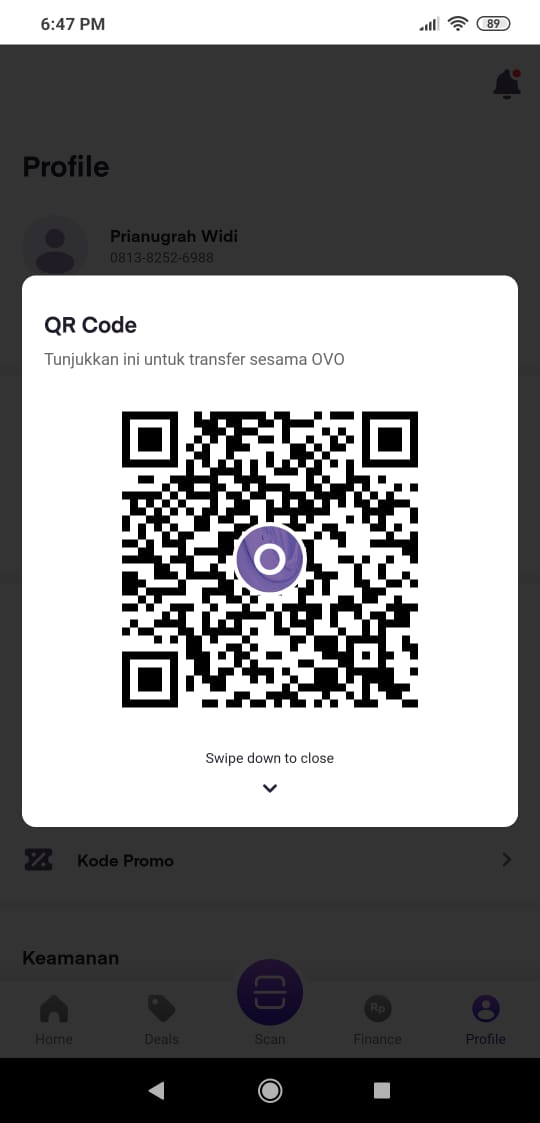 6:47 PM
89
Profile
Prianugrah Widi
0813-8252-6988
QR Code
Tunjukkan ini untuk transfer sesama OVO
Swipe down to close
Kode Promo
Keamanan
Rp
Home
Deals
Scan
Finance
Profile